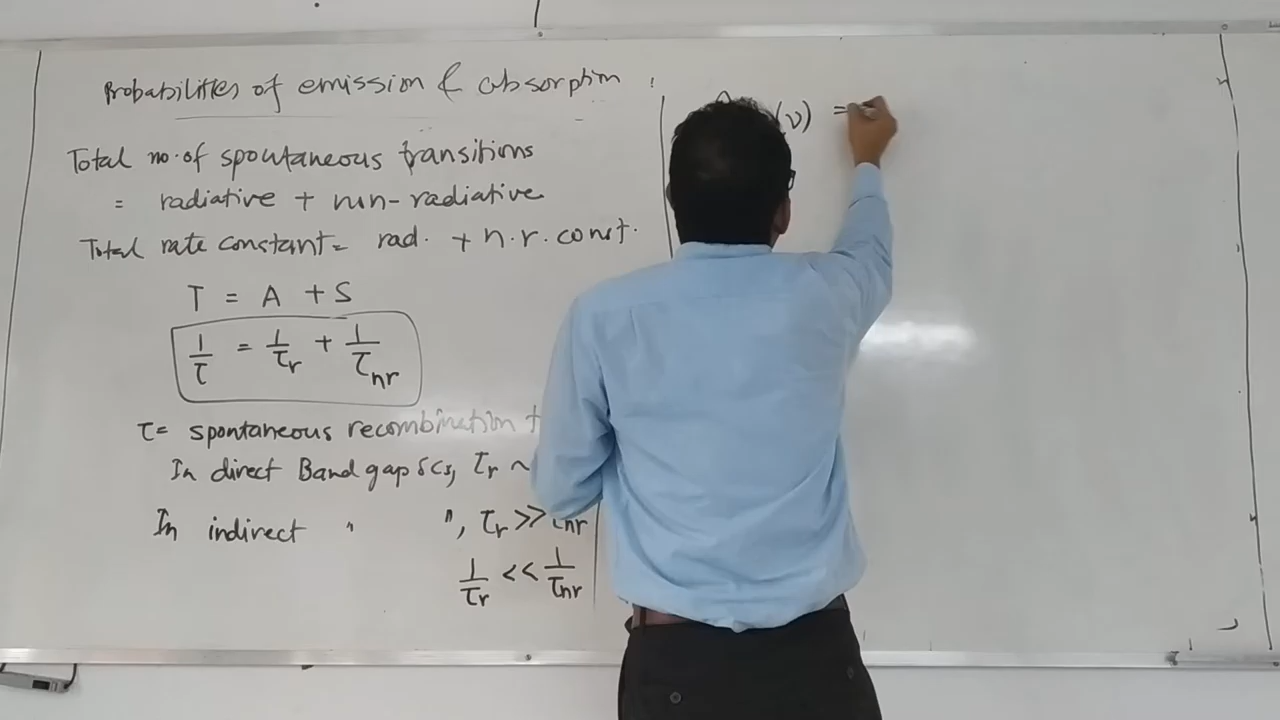 Probabilities of emission & absorption :
Total no. of spontaneous transitions
= radiative + non-radiative
Total rate constant = rad. + n.r. const.
T = A + S
1/τ = 1/τr + 1/τnr
τ = spontaneous recombination
In direct Band gap SCs, τr ~
In indirect " ", τr >> τnr
1/τr << 1/τnr
(ν) =